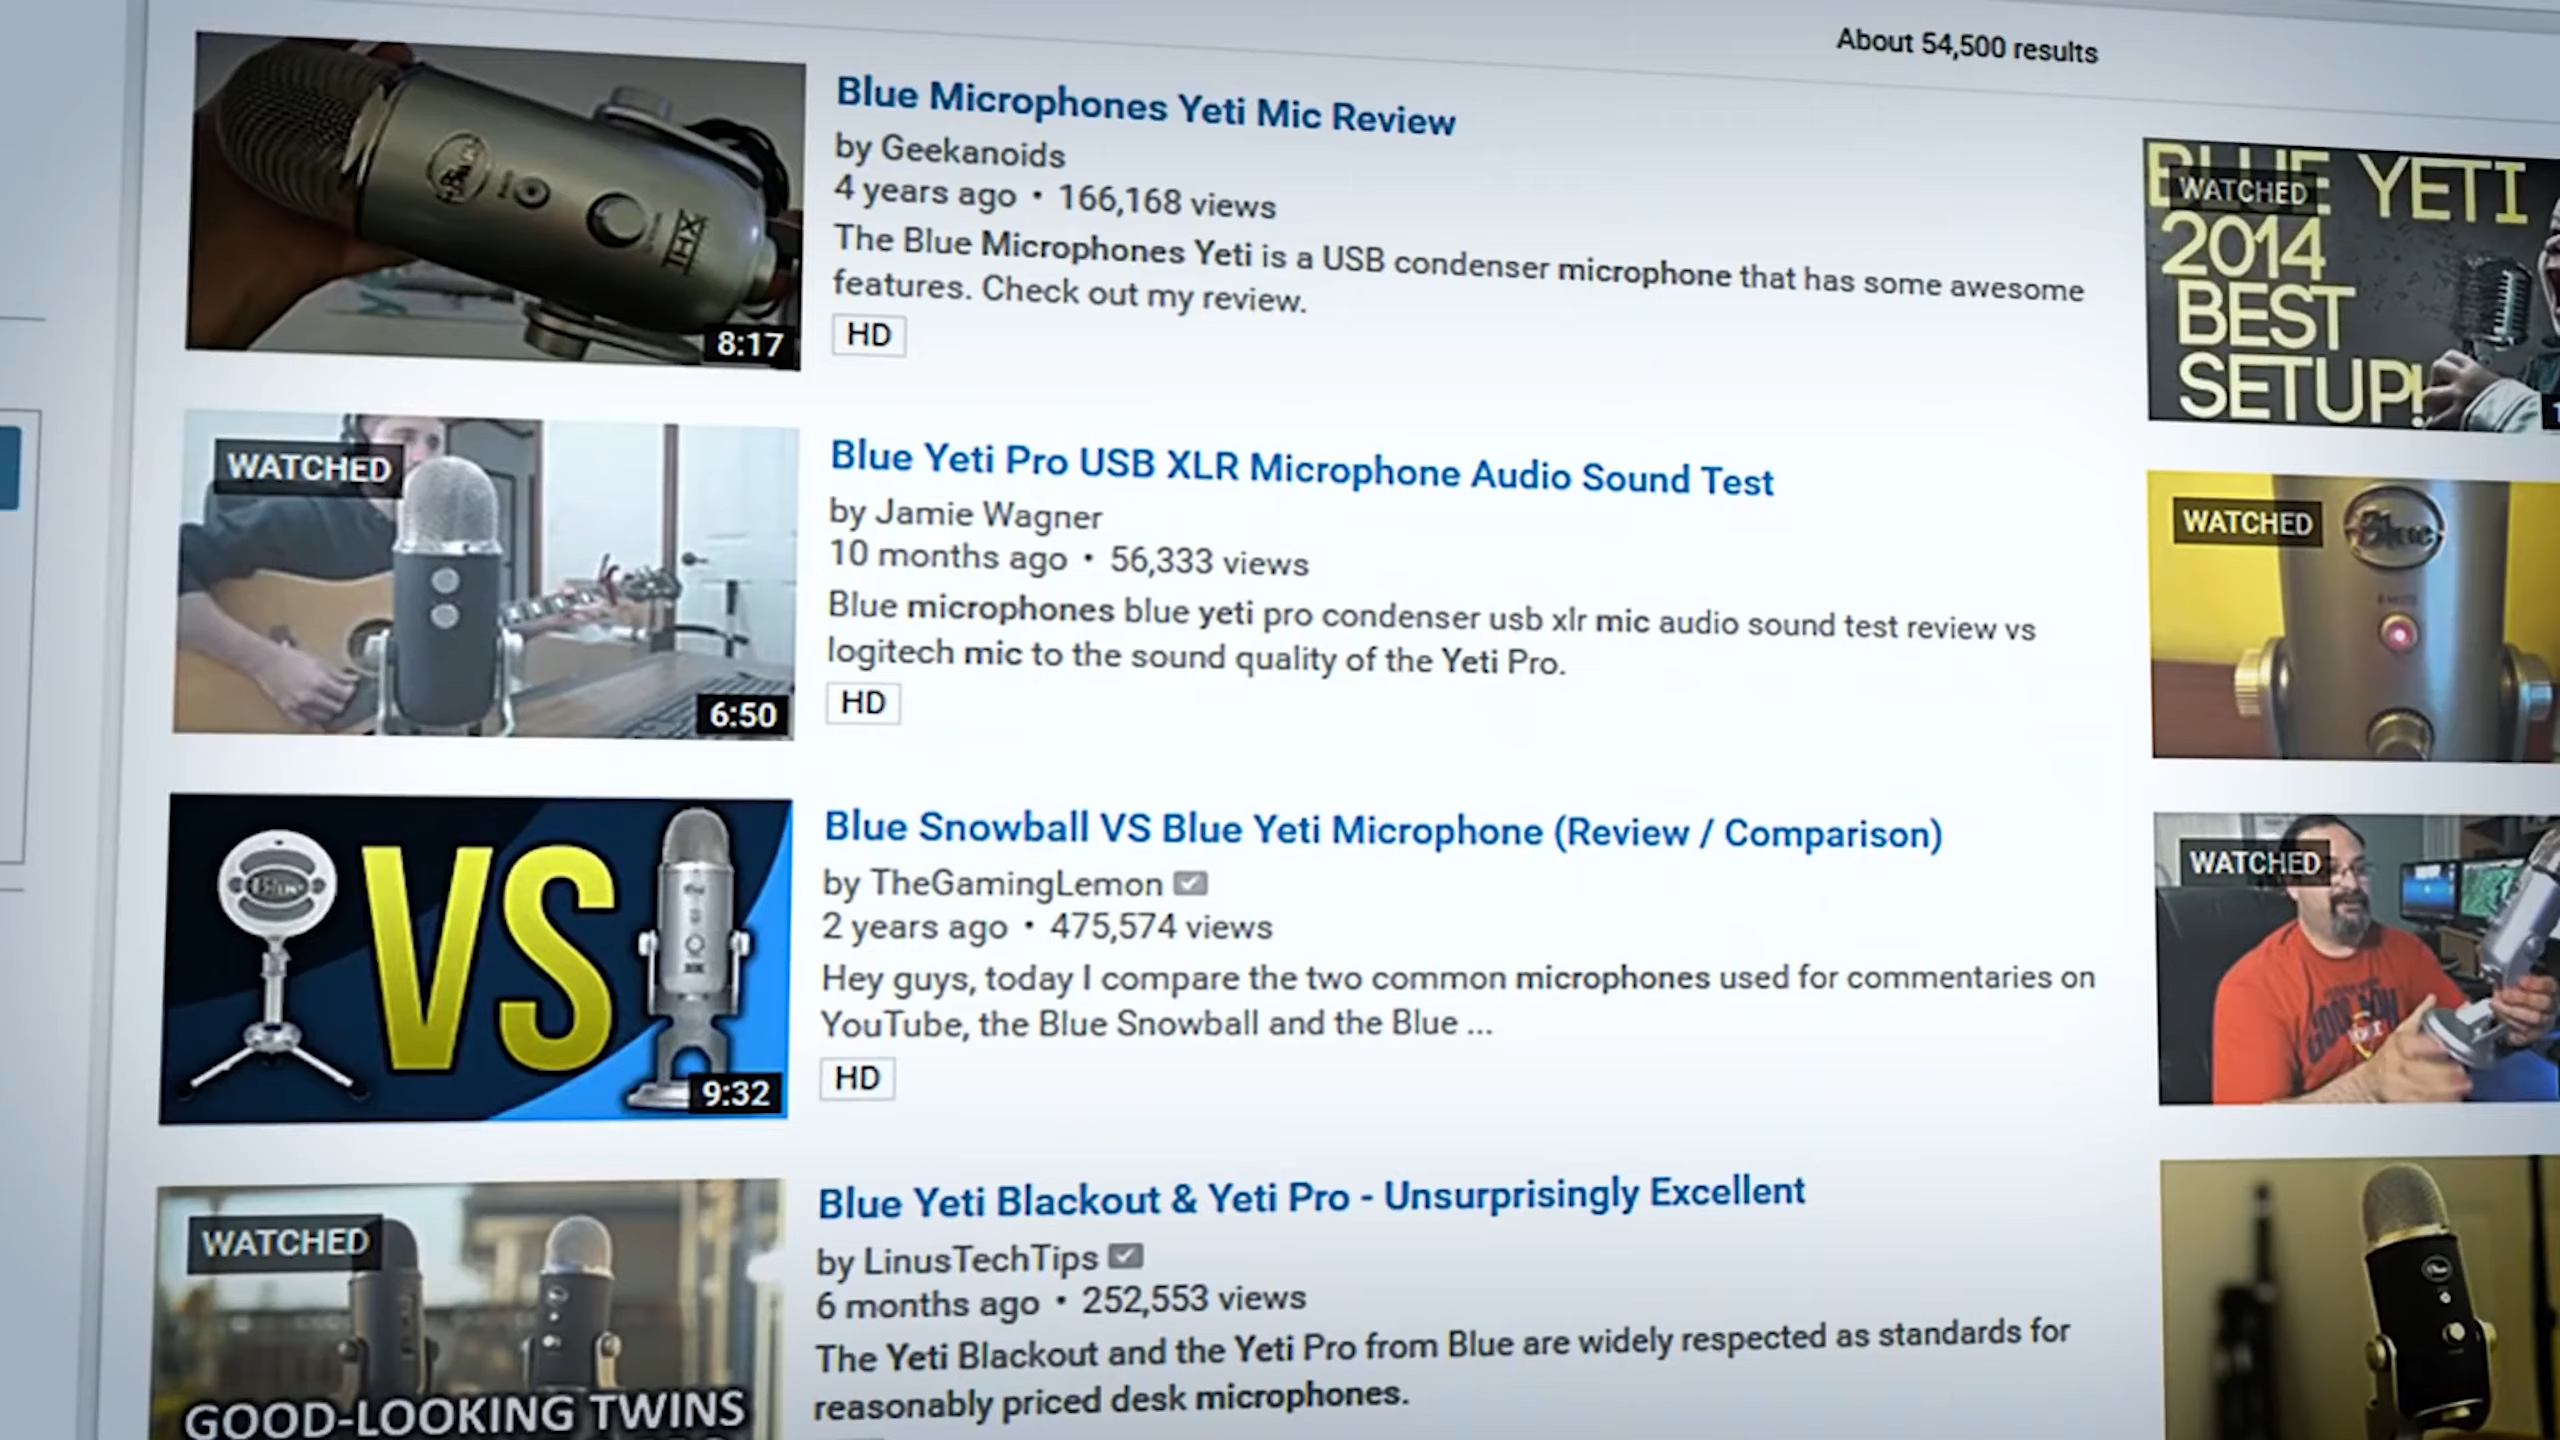 About 54,500 results
Blue
THX
8:17
Blue Microphones Yeti Mic Review
by Geekanoids
4 years ago • 166,168 views
The Blue Microphones Yeti is a USB condenser microphone that has some awesome
features. Check out my review.
HD
WATCHED
6:50
Blue Yeti Pro USB XLR Microphone Audio Sound Test
by Jamie Wagner
10 months ago • 56,333 views
Blue microphones blue yeti pro condenser usb xlr mic audio sound test review vs
logitech mic to the sound quality of the Yeti Pro.
HD
VS
9:32
Blue Snowball VS Blue Yeti Microphone (Review / Comparison)
by TheGamingLemon
2 years ago • 475,574 views
Hey guys, today I compare the two common microphones used for commentaries on
YouTube, the Blue Snowball and the Blue ...
HD
WATCHED
GOOD-LOOKING TWINS
Blue Yeti Blackout & Yeti Pro - Unsurprisingly Excellent
by LinusTechTips
6 months ago • 252,553 views
The Yeti Blackout and the Yeti Pro from Blue are widely respected as standards for
reasonably priced desk microphones.
BLUE YETI
WATCHED
2014
BEST
SETUP!
WATCHED
Blue
WATCHED